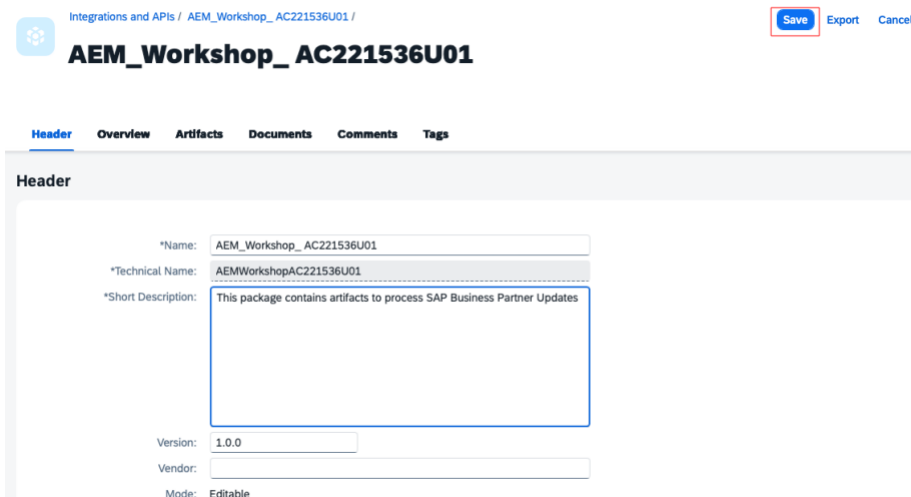 Integrations and APIs / AEM_Workshop_ AC221536U01 /
Save Export Cancel
AEM_Workshop_ AC221536U01
Header Overview Artifacts Documents Comments Tags
Header
*Name: AEM_Workshop_ AC221536U01
*Technical Name: AEMWorkshopAC221536U01
*Short Description: This package contains artifacts to process SAP Business Partner Updates
Version: 1.0.0
Vendor:
Mode: Editable